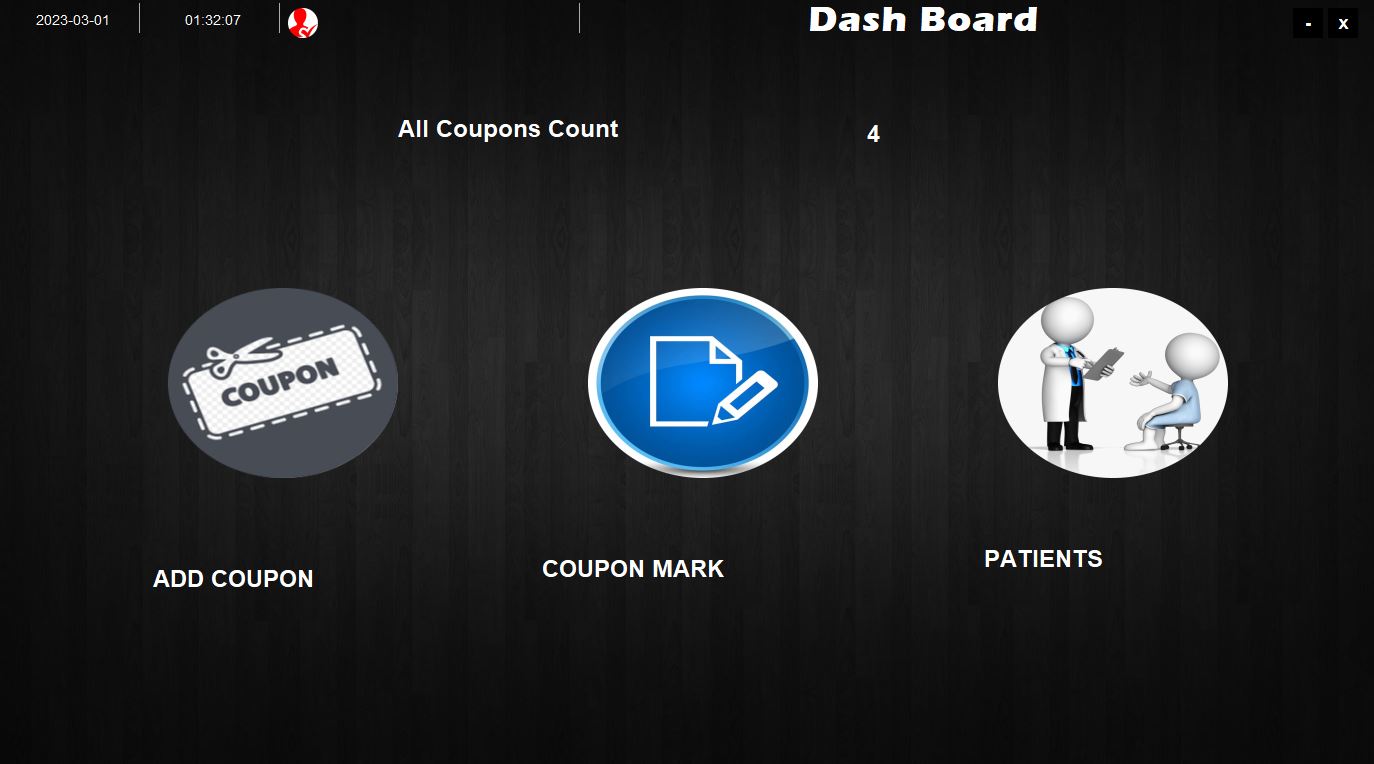 2023-03-01
01:32:07
Dash Board
-
x
All Coupons Count
4
COUPON
ADD COUPON
COUPON MARK
PATIENTS